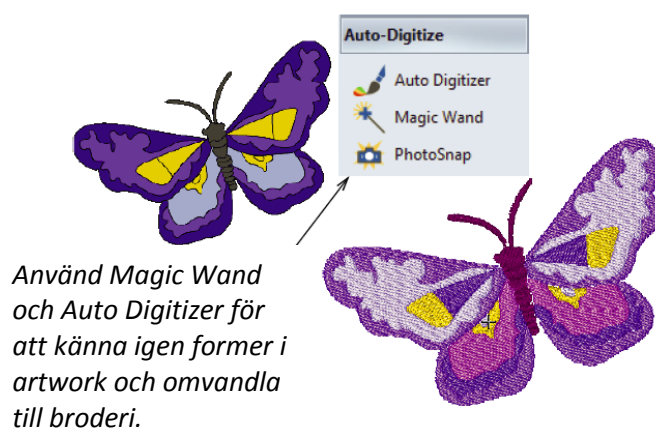 Auto-Digitize
Auto Digitizer
Magic Wand
PhotoSnap
Använd Magic Wand
och Auto Digitizer för
att känna igen former i
artwork och omvandla
till broderi.